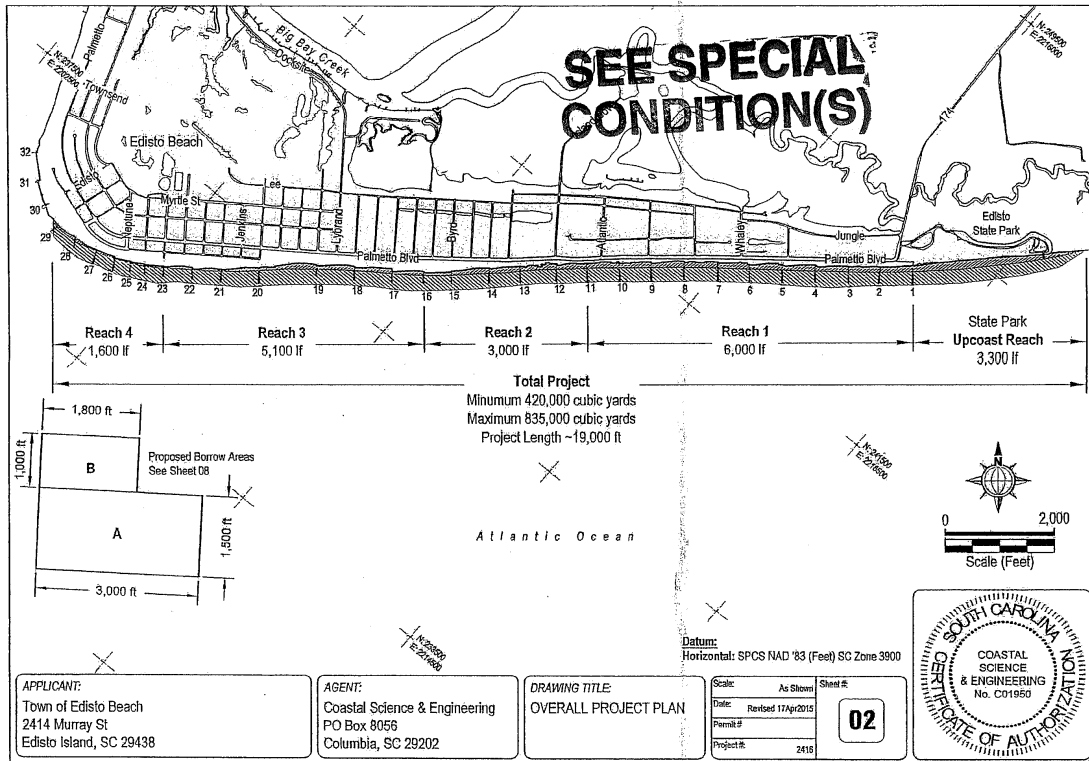 Palmetto
Townsend
Big Bay Creek
Dockside
SEE SPECIAL
CONDITION(S)
N:237500
E:2202500
N:249500
E:2216500
174
Edisto Beach
Edisto
Lee
Myrtle St
Neptune
Jenkins
Lybrand
Byrd
Atlantic
Whaley
Jungle
Palmetto Blvd
Palmetto Blvd
Edisto
State Park
32
31
30
29
28
27
26
25
24
23
22
21
20
19
18
17
16
15
14
13
12
11
10
9
8
7
6
5
4
3
2
1
Reach 4
1,600 lf
Reach 3
5,100 lf
Reach 2
3,000 lf
Reach 1
6,000 lf
State Park
Upcoast Reach
3,300 lf
Total Project
Minumum 420,000 cubic yards
Maximum 835,000 cubic yards
Project Length ~19,000 ft
1,800 ft
1,000 ft
B
Proposed Borrow Areas
See Sheet 08
A
1,500 ft
3,000 ft
Atlantic Ocean
N:241500
E:2216500
N
0 2,000
Scale (Feet)
E:2214500
Datum:
Horizontal: SPCS NAD '83 (Feet) SC Zone 3900
APPLICANT:
Town of Edisto Beach
2414 Murray St
Edisto Island, SC 29438
AGENT:
Coastal Science & Engineering
PO Box 8056
Columbia, SC 29202
DRAWING TITLE:
OVERALL PROJECT PLAN
Scale: As Shown
Date: Revised 17Apr2015
Permit#
Project#: 2416
Sheet #:
02
SOUTH CAROLINA
CERTIFICATE OF AUTHORIZATION
COASTAL
SCIENCE
& ENGINEERING
No. C01950